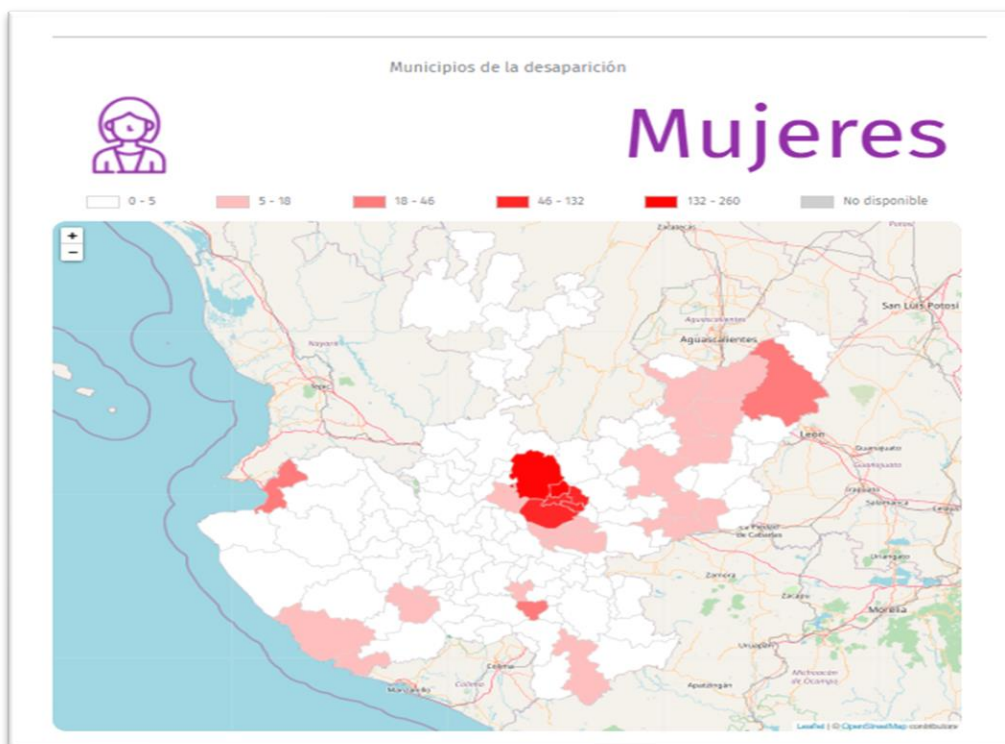 Municipios de la desaparición
Mujeres
0 - 5
5 - 18
18 - 46
46 - 132
132 - 260
No disponible
+
−
Zacatecas
Potosí
San Luis Potosí
Aguascalientes
Aguascalientes
Nayarit
Tepic
León
Guanajuato
Guanajuato
Irapuato
Salamanca
La Piedad
de Cabadas
Uriangato
Zamora
Zacapu
Morelia
Uruapan
Michoacán
de Ocampo
Apatzingán
Colima
Colima
Manzanillo
Leaflet | © OpenStreetMap contributors